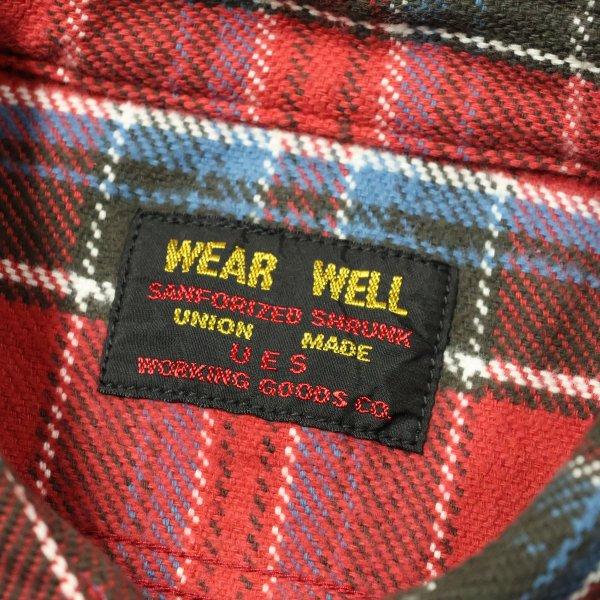 WEAR WELL
SANFORIZED SHRUNK
UNION MADE
UES
WORKING GOODS CO.